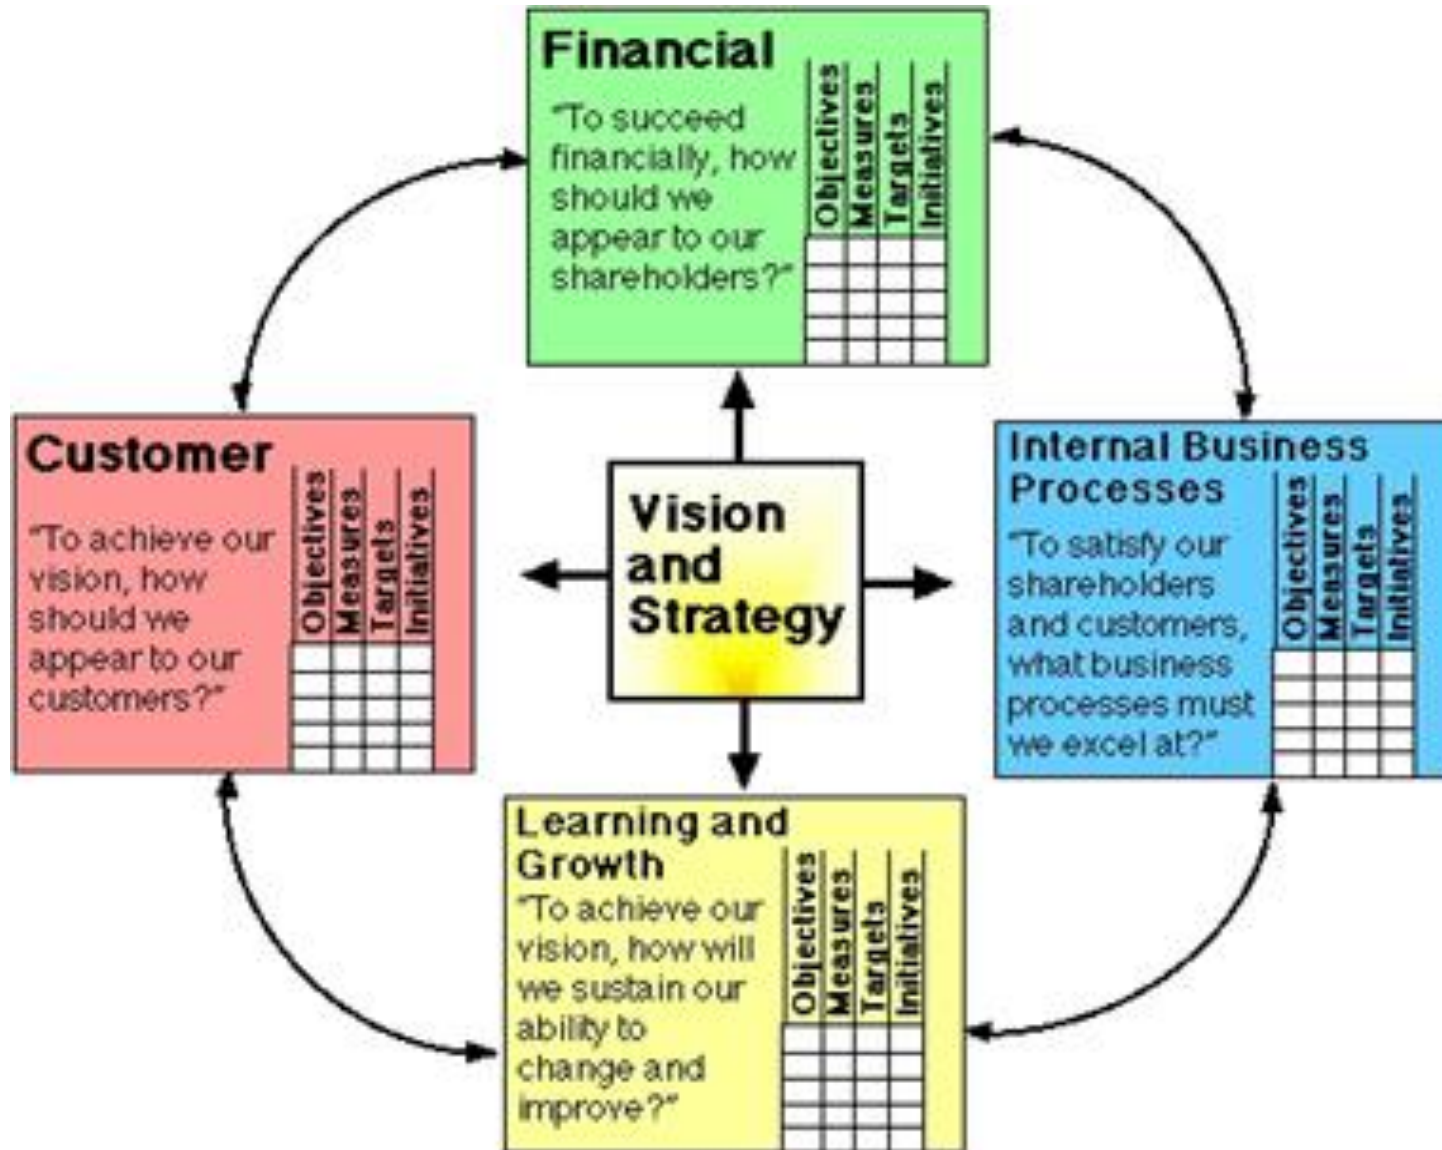 Financial
"To succeed
financially, how
should we
appear to our
shareholders?"
Objectives
Measures
Targets
Initiatives
Customer
"To achieve our
vision, how
should we
appear to our
customers?"
Objectives
Measures
Targets
Initiatives
Vision
and
Strategy
Internal Business
Processes
"To satisfy our
shareholders
and customers,
what business
processes must
we excel at?"
Objectives
Measures
Targets
Initiatives
Learning and
Growth
"To achieve our
vision, how will
we sustain our
ability to
change and
improve?"
Objectives
Measures
Targets
Initiatives